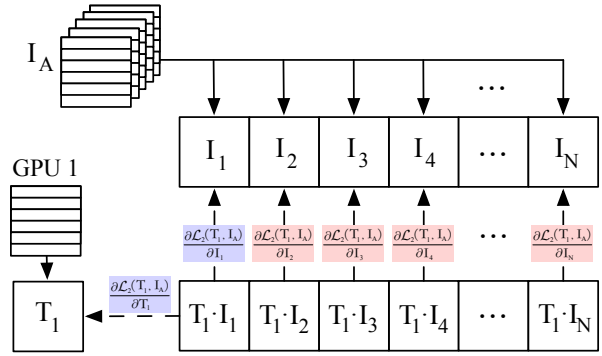 I_A
...
I_1 I_2 I_3 I_4 ... I_N
GPU 1
∂ℒ_2(T_1, I_A)/∂I_1 ∂ℒ_2(T_1, I_A)/∂I_2 ∂ℒ_2(T_1, I_A)/∂I_3 ∂ℒ_2(T_1, I_A)/∂I_4 ... ∂ℒ_2(T_1, I_A)/∂I_N
∂ℒ_2(T_1, I_A)/∂T_1
T_1 T_1·I_1 T_1·I_2 T_1·I_3 T_1·I_4 ... T_1·I_N